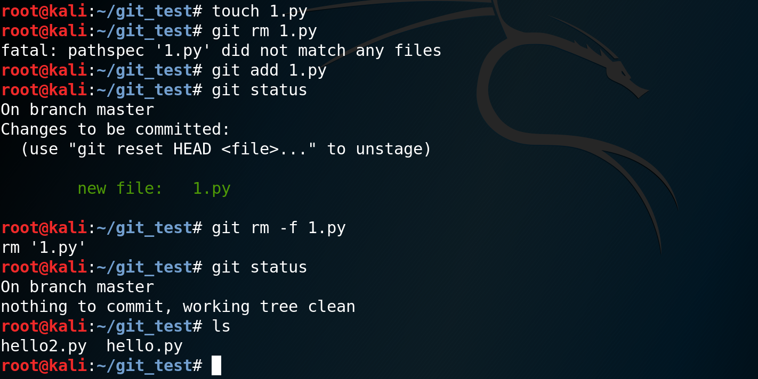 root@kali:~/git_test# touch 1.py
root@kali:~/git_test# git rm 1.py
fatal: pathspec '1.py' did not match any files
root@kali:~/git_test# git add 1.py
root@kali:~/git_test# git status
On branch master
Changes to be committed:
  (use "git reset HEAD <file>..." to unstage)

        new file:   1.py

root@kali:~/git_test# git rm -f 1.py
rm '1.py'
root@kali:~/git_test# git status
On branch master
nothing to commit, working tree clean
root@kali:~/git_test# ls
hello2.py  hello.py
root@kali:~/git_test#